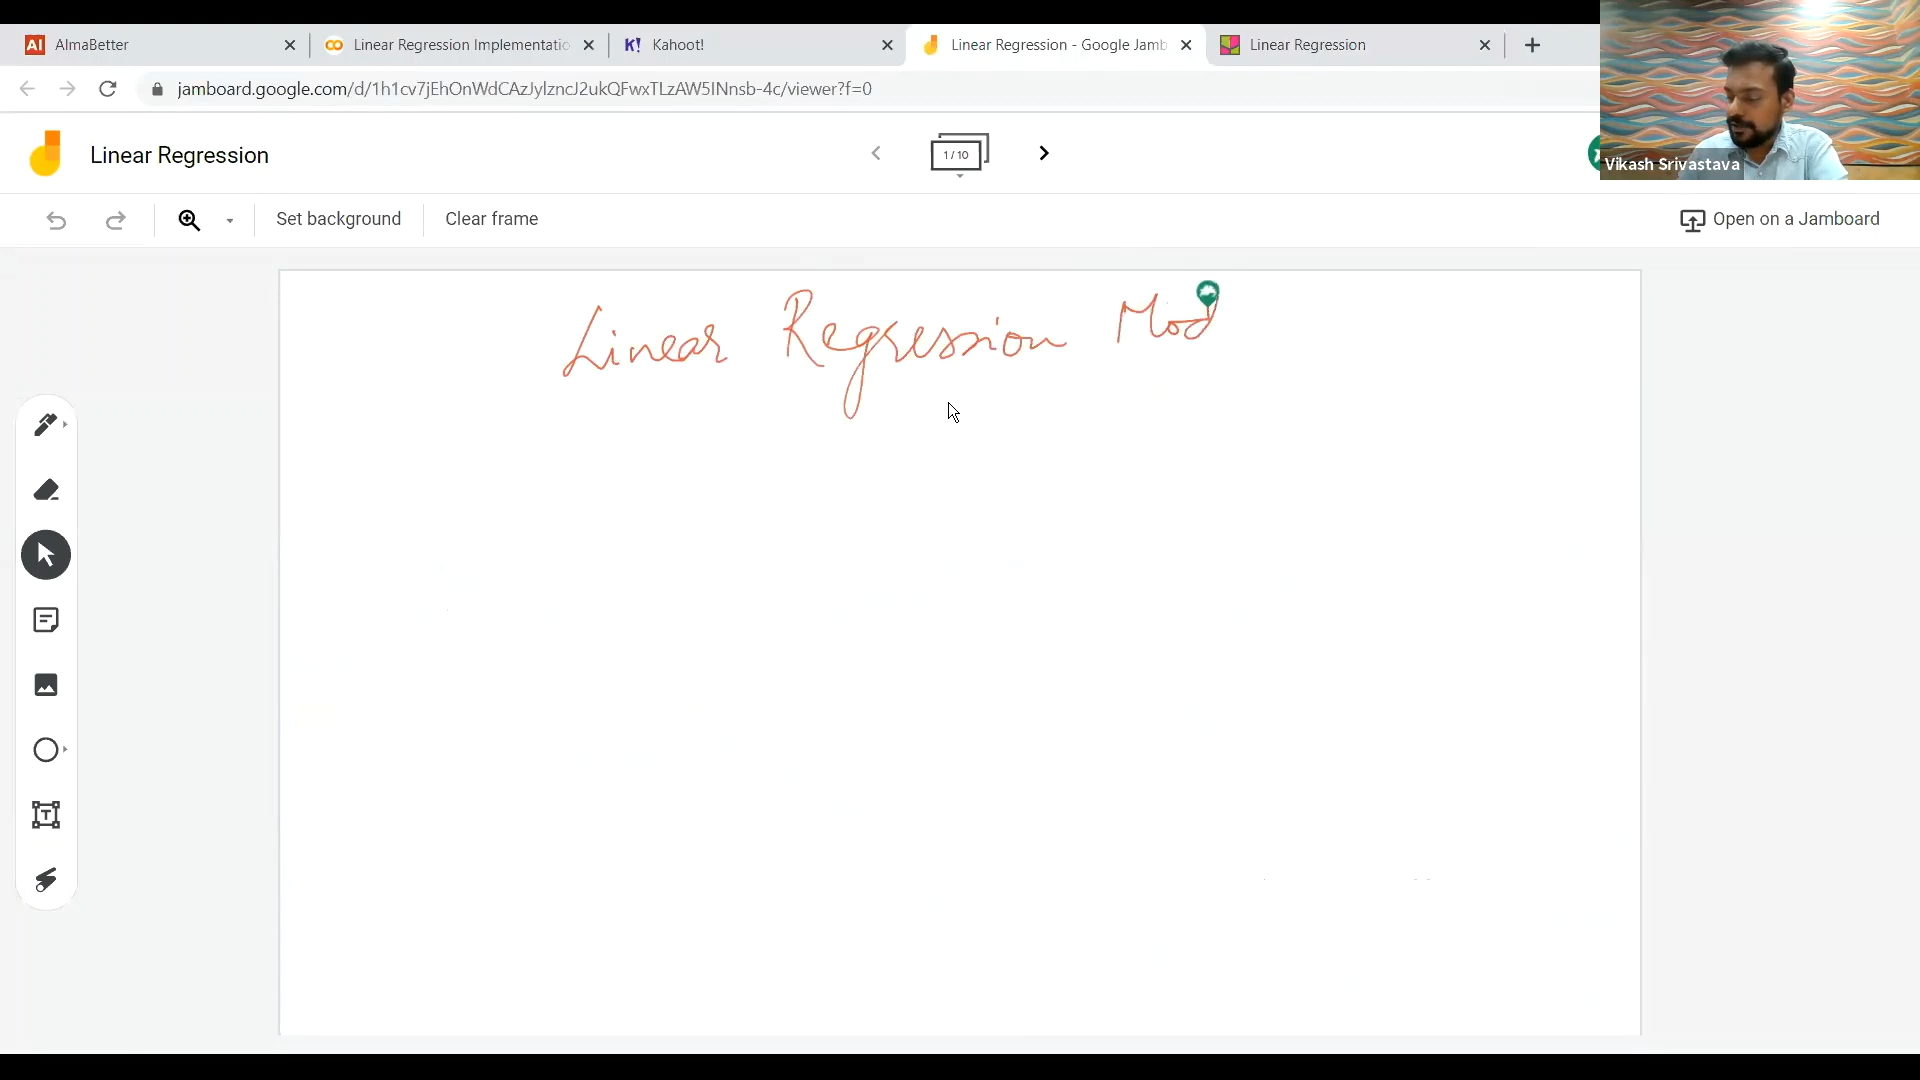 AlmaBetter
Linear Regression Implementatio
K! Kahoot!
Linear Regression - Google Jamb
Linear Regression
jamboard.google.com/d/1h1cv7jEhOnWdCAzJyIzncJ2ukQFwxTLzAW5INnsb-4c/viewer?f=0
Linear Regression
1 / 10
Vikash Srivastava
Set background
Clear frame
Open on a Jamboard
Linear Regression Mod